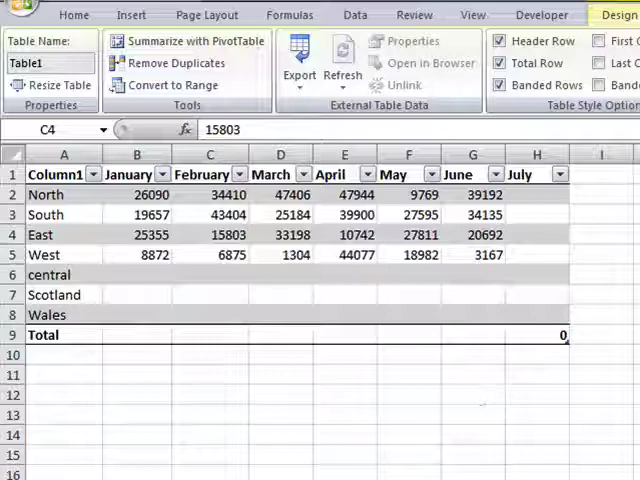 Home Insert Page Layout Formulas Data Review View Developer Design
Table Name: Summarize with PivotTable Properties Header Row First C
Table1 Remove Duplicates Export Refresh Open in Browser Total Row Last C
Resize Table Convert to Range Unlink Banded Rows Banded
Properties Tools External Table Data Table Style Option
C4 fx 15803
A B C D E F G H I
1 Column1 January February March April May June July
2 North 26090 34410 47406 47944 9769 39192
3 South 19657 43404 25184 39900 27595 34135
4 East 25355 15803 33198 10742 27811 20692
5 West 8872 6875 1304 44077 18982 3167
6 central
7 Scotland
8 Wales
9 Total 0
10
11
12
13
14
15
16